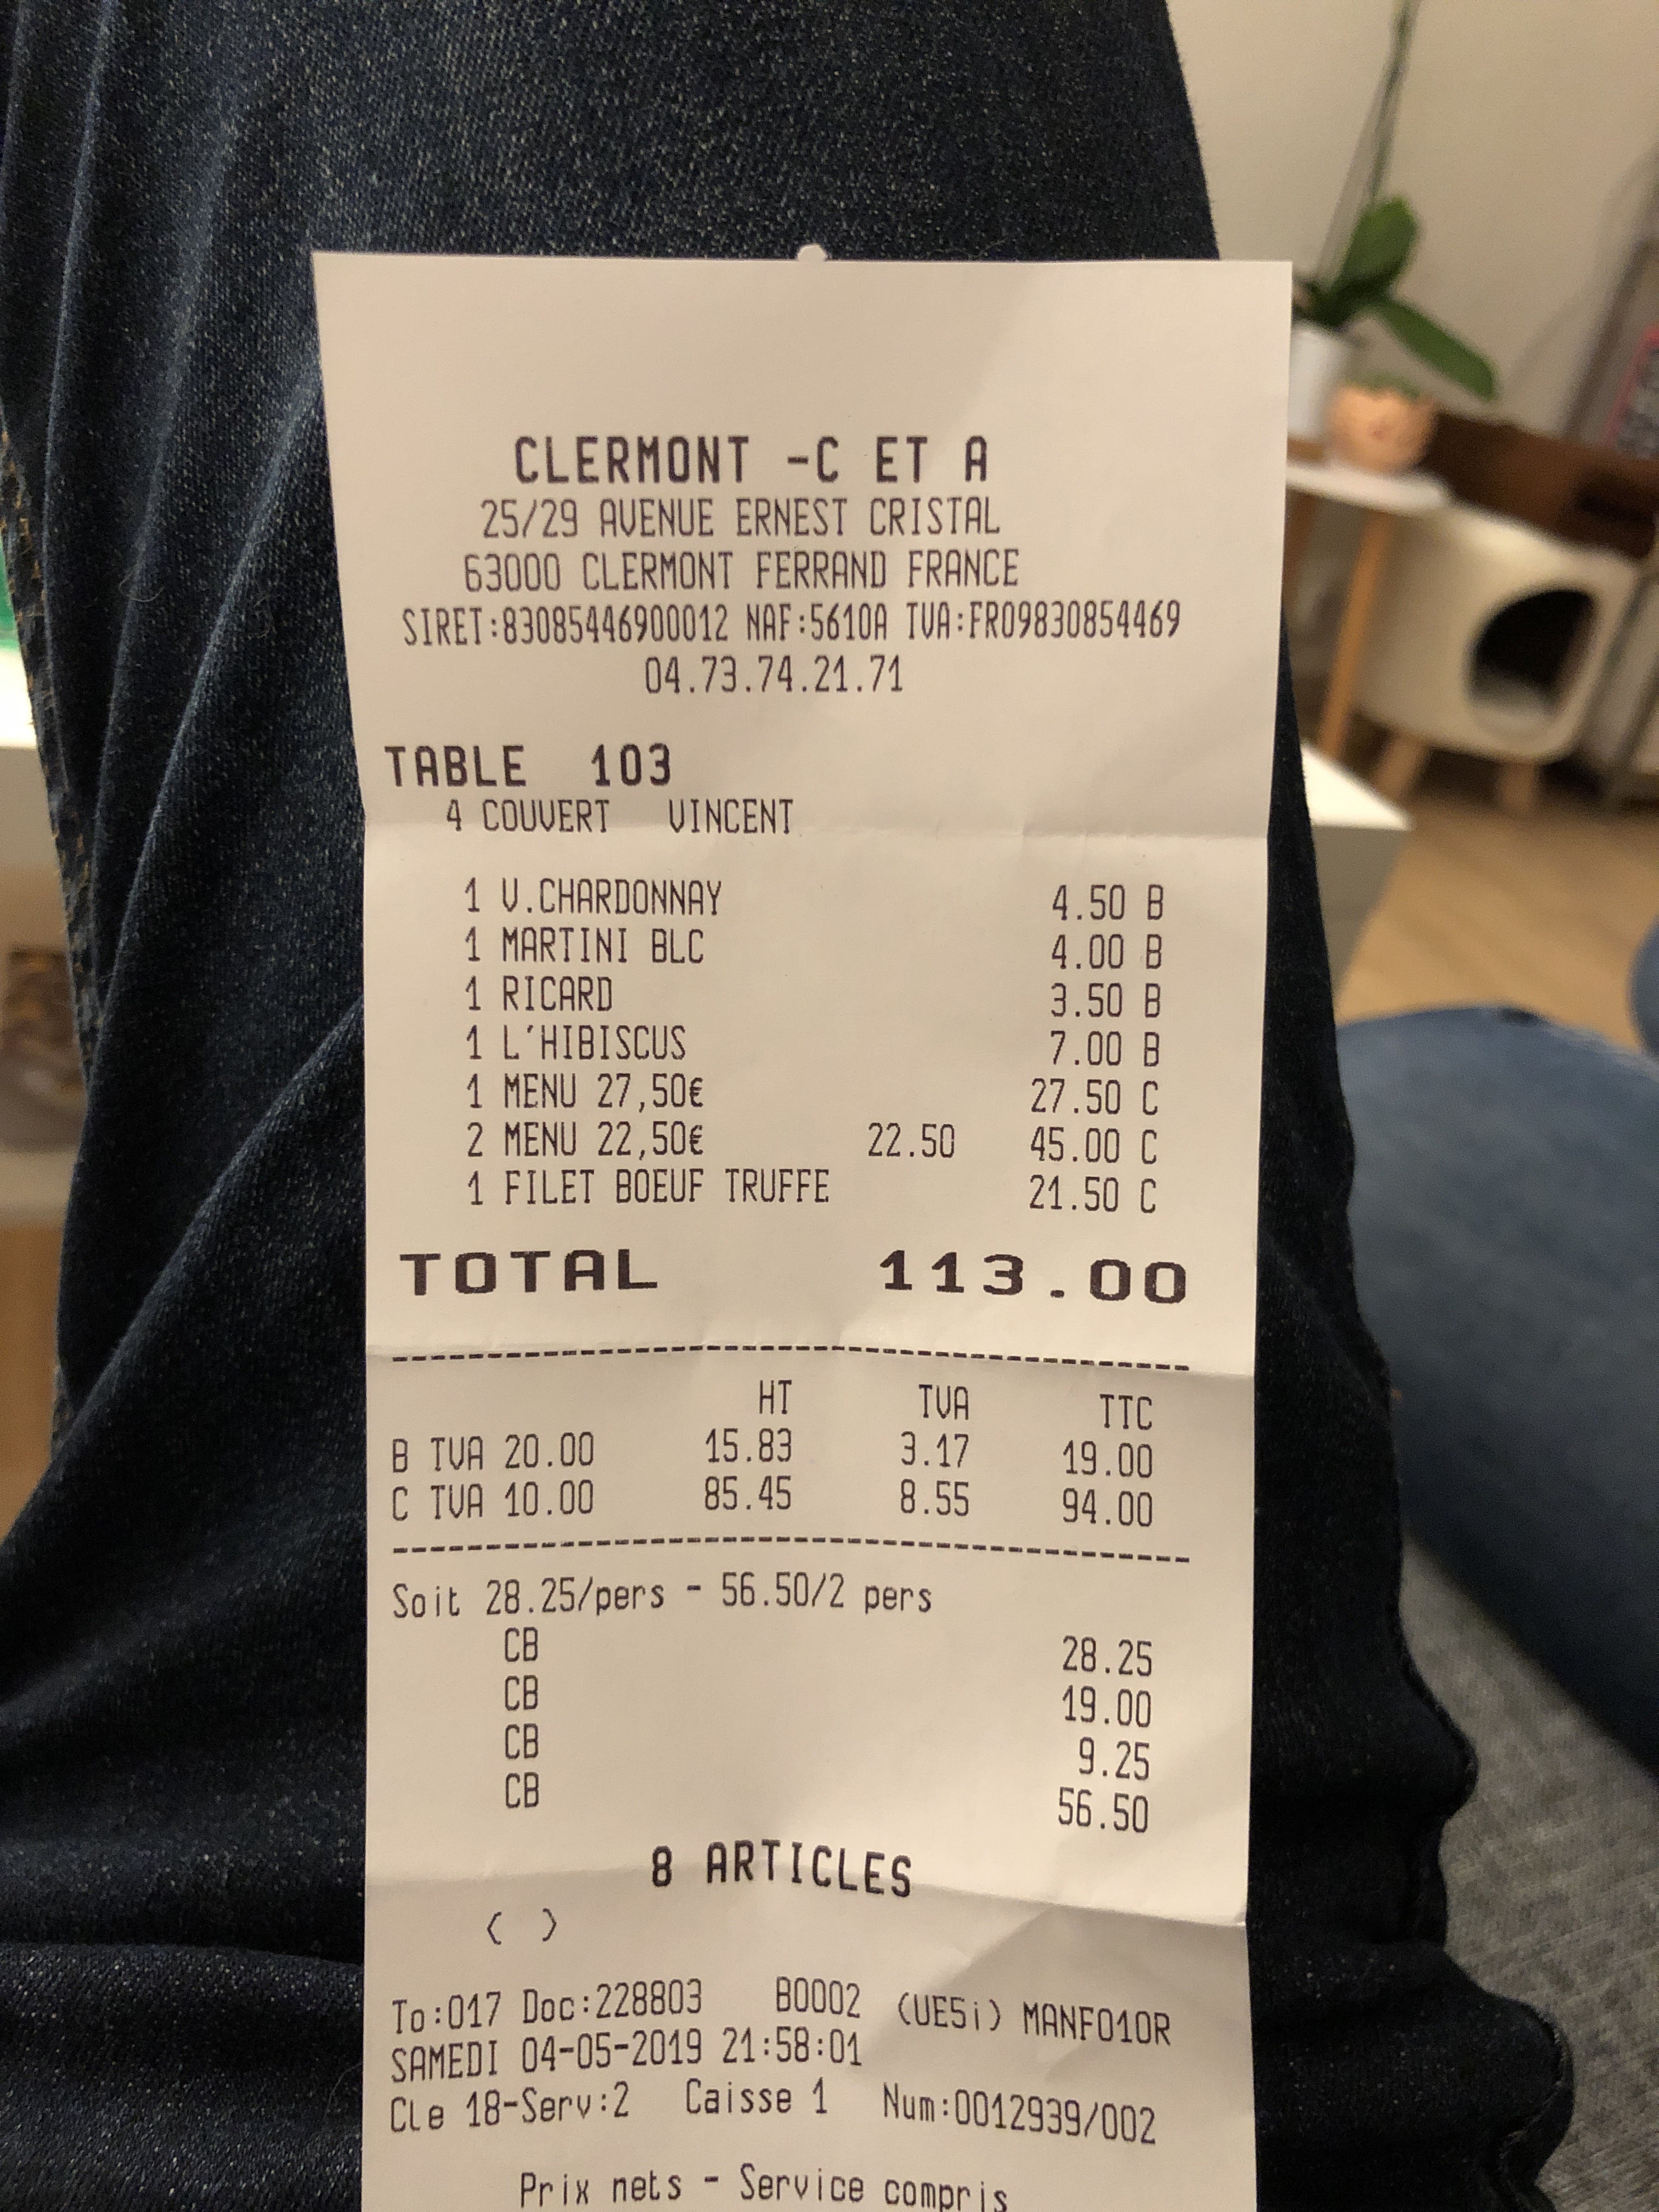 CLERMONT -C ET A
25/29 AVENUE ERNEST CRISTAL
63000 CLERMONT FERRAND FRANCE
SIRET:83085446900012 NAF:5610A TVA:FR09830854469
04.73.74.21.71
TABLE 103
4 COUVERT VINCENT
1 V.CHARDONNAY 4.50 B
1 MARTINI BLC 4.00 B
1 RICARD 3.50 B
1 L'HIBISCUS 7.00 B
1 MENU 27,50€ 27.50 C
2 MENU 22,50€ 22.50 45.00 C
1 FILET BOEUF TRUFFE 21.50 C
TOTAL 113.00
HT TVA TTC
B TVA 20.00 15.83 3.17 19.00
C TVA 10.00 85.45 8.55 94.00
Soit 28.25/pers - 56.50/2 pers
CB 28.25
CB 19.00
CB 9.25
CB 56.50
8 ARTICLES
( )
To:017 Doc:228803 B0002 (UE5i) MANF010R
SAMEDI 04-05-2019 21:58:01
Cle 18-Serv:2 Caisse 1 Num:0012939/002
Prix nets - Service compris